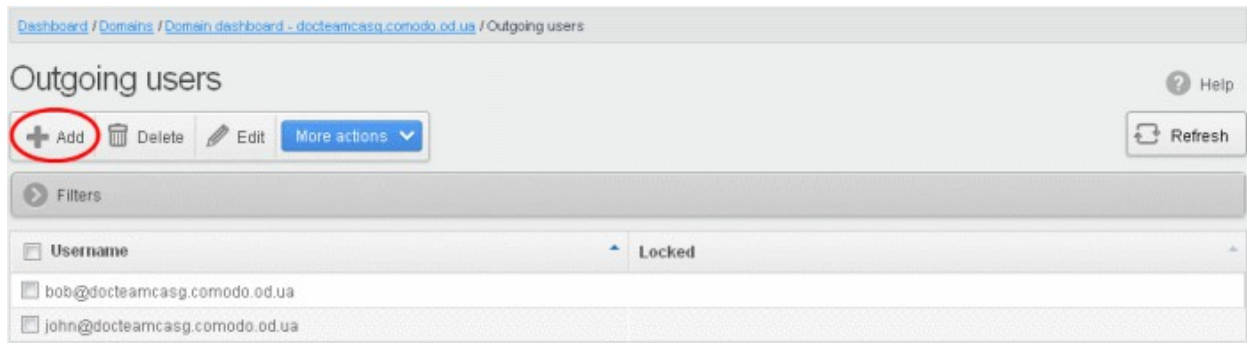 Dashboard / Domains / Domain dashboard - docteamcasg.comodo.od.ua / Outgoing users
Outgoing users
Help
Add Delete Edit More actions
Refresh
Filters
Username Locked
bob@docteamcasg.comodo.od.ua
john@docteamcasg.comodo.od.ua